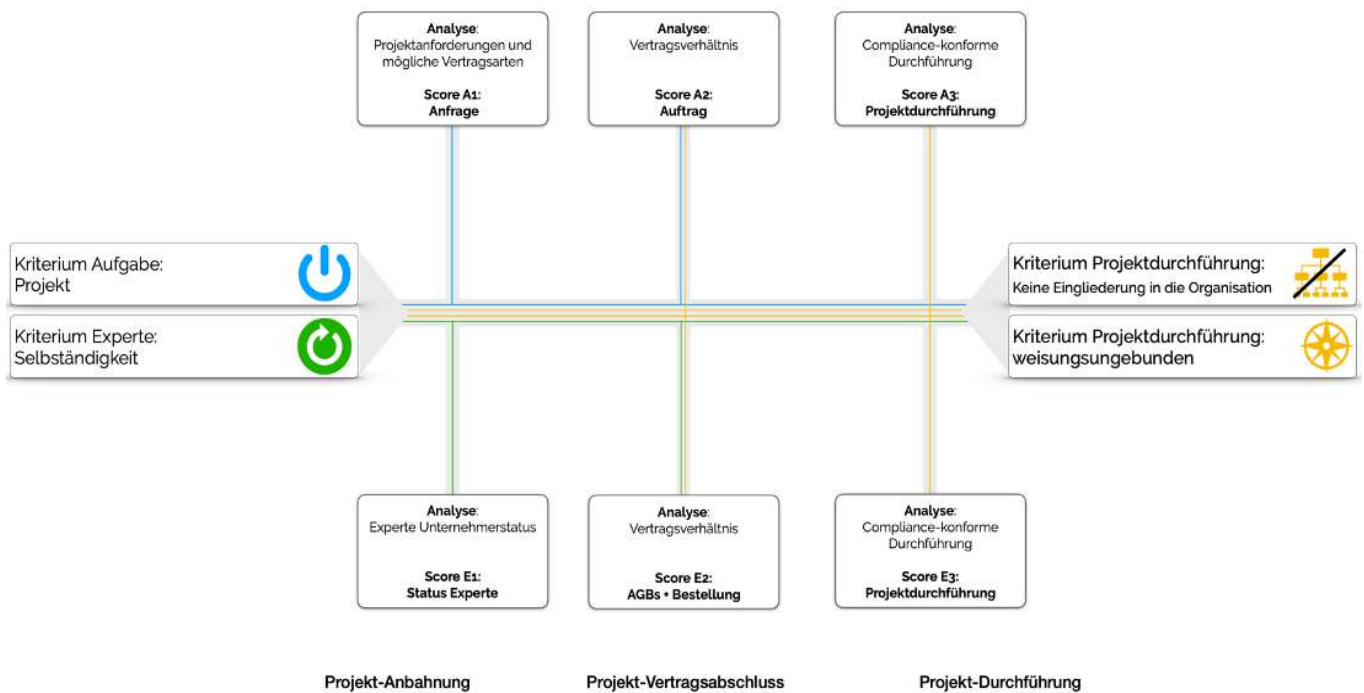 Analyse:
Projektanforderungen und
mögliche Vertragsarten
Score A1:
Anfrage
Analyse:
Vertragsverhältnis
Score A2:
Auftrag
Analyse:
Compliance-konforme
Durchführung
Score A3:
Projektdurchführung
Kriterium Aufgabe:
Projekt
Kriterium Experte:
Selbständigkeit
Kriterium Projektdurchführung:
Keine Eingliederung in die Organisation
Kriterium Projektdurchführung:
weisungsungebunden
Analyse:
Experte Unternehmerstatus
Score E1:
Status Experte
Analyse:
Vertragsverhältnis
Score E2:
AGBs + Bestellung
Analyse:
Compliance-konforme
Durchführung
Score E3:
Projektdurchführung
Projekt-Anbahnung
Projekt-Vertragsabschluss
Projekt-Durchführung